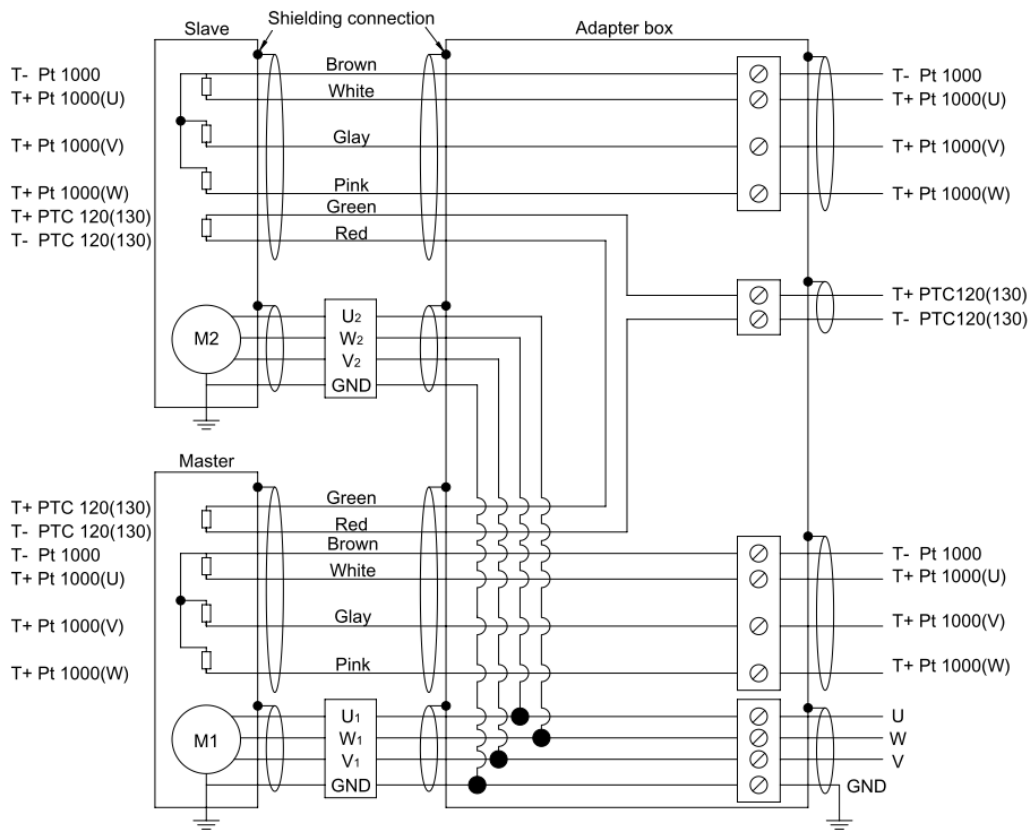 Shielding connection
Slave
Adapter box
T- Pt 1000
Brown
T- Pt 1000
T+ Pt 1000(U)
White
T+ Pt 1000(U)
T+ Pt 1000(V)
Glay
T+ Pt 1000(V)
T+ Pt 1000(W)
Pink
T+ Pt 1000(W)
T+ PTC 120(130)
Green
T- PTC 120(130)
Red
T+ PTC120(130)
T- PTC120(130)
M2
U2
W2
V2
GND
Master
T+ PTC 120(130)
Green
T- PTC 120(130)
Red
T- Pt 1000
Brown
T- Pt 1000
T+ Pt 1000(U)
White
T+ Pt 1000(U)
T+ Pt 1000(V)
Glay
T+ Pt 1000(V)
T+ Pt 1000(W)
Pink
T+ Pt 1000(W)
M1
U1
U
W1
W
V1
V
GND
GND